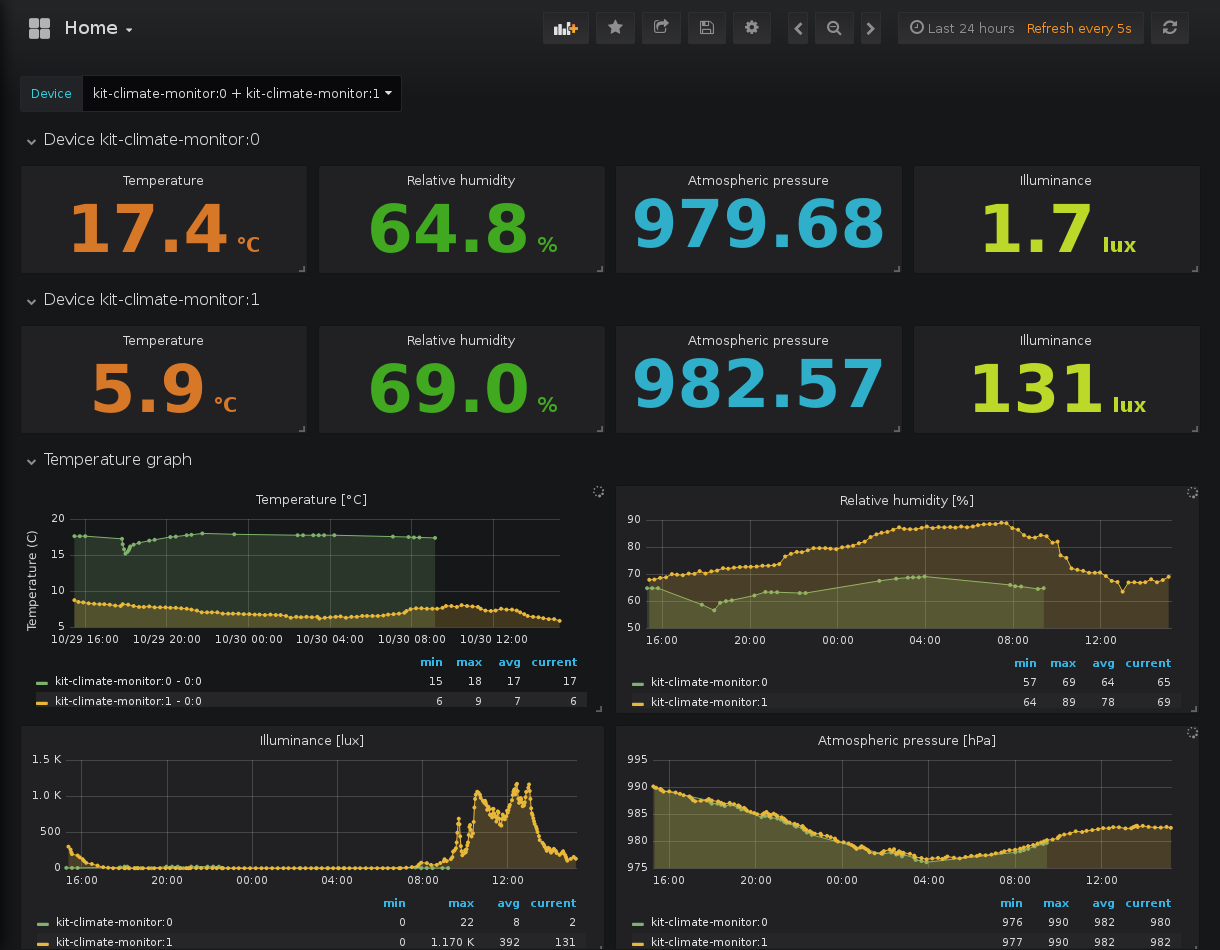 Home
Last 24 hours Refresh every 5s
Device kit-climate-monitor:0 + kit-climate-monitor:1
Device kit-climate-monitor:0
Temperature Relative humidity Atmospheric pressure Illuminance
17.4 °C 64.8 % 979.68 1.7 lux
Device kit-climate-monitor:1
Temperature Relative humidity Atmospheric pressure Illuminance
5.9 °C 69.0 % 982.57 131 lux
Temperature graph
Temperature [°C]
Temperature (C)
20
15
10
5
10/29 16:00 10/29 20:00 10/30 00:00 10/30 04:00 10/30 08:00 10/30 12:00
min max avg current
kit-climate-monitor:0 - 0:0 15 18 17 17
kit-climate-monitor:1 - 0:0 6 9 7 6
Relative humidity [%]
90
80
70
60
50
16:00 20:00 00:00 04:00 08:00 12:00
min max avg current
kit-climate-monitor:0 57 69 64 65
kit-climate-monitor:1 64 89 78 69
Illuminance [lux]
1.5 K
1.0 K
500
0
16:00 20:00 00:00 04:00 08:00 12:00
min max avg current
kit-climate-monitor:0 0 22 8 2
kit-climate-monitor:1 0 1.170 K 392 131
Atmospheric pressure [hPa]
995
990
985
980
975
16:00 20:00 00:00 04:00 08:00 12:00
min max avg current
kit-climate-monitor:0 976 990 982 980
kit-climate-monitor:1 977 990 982 982